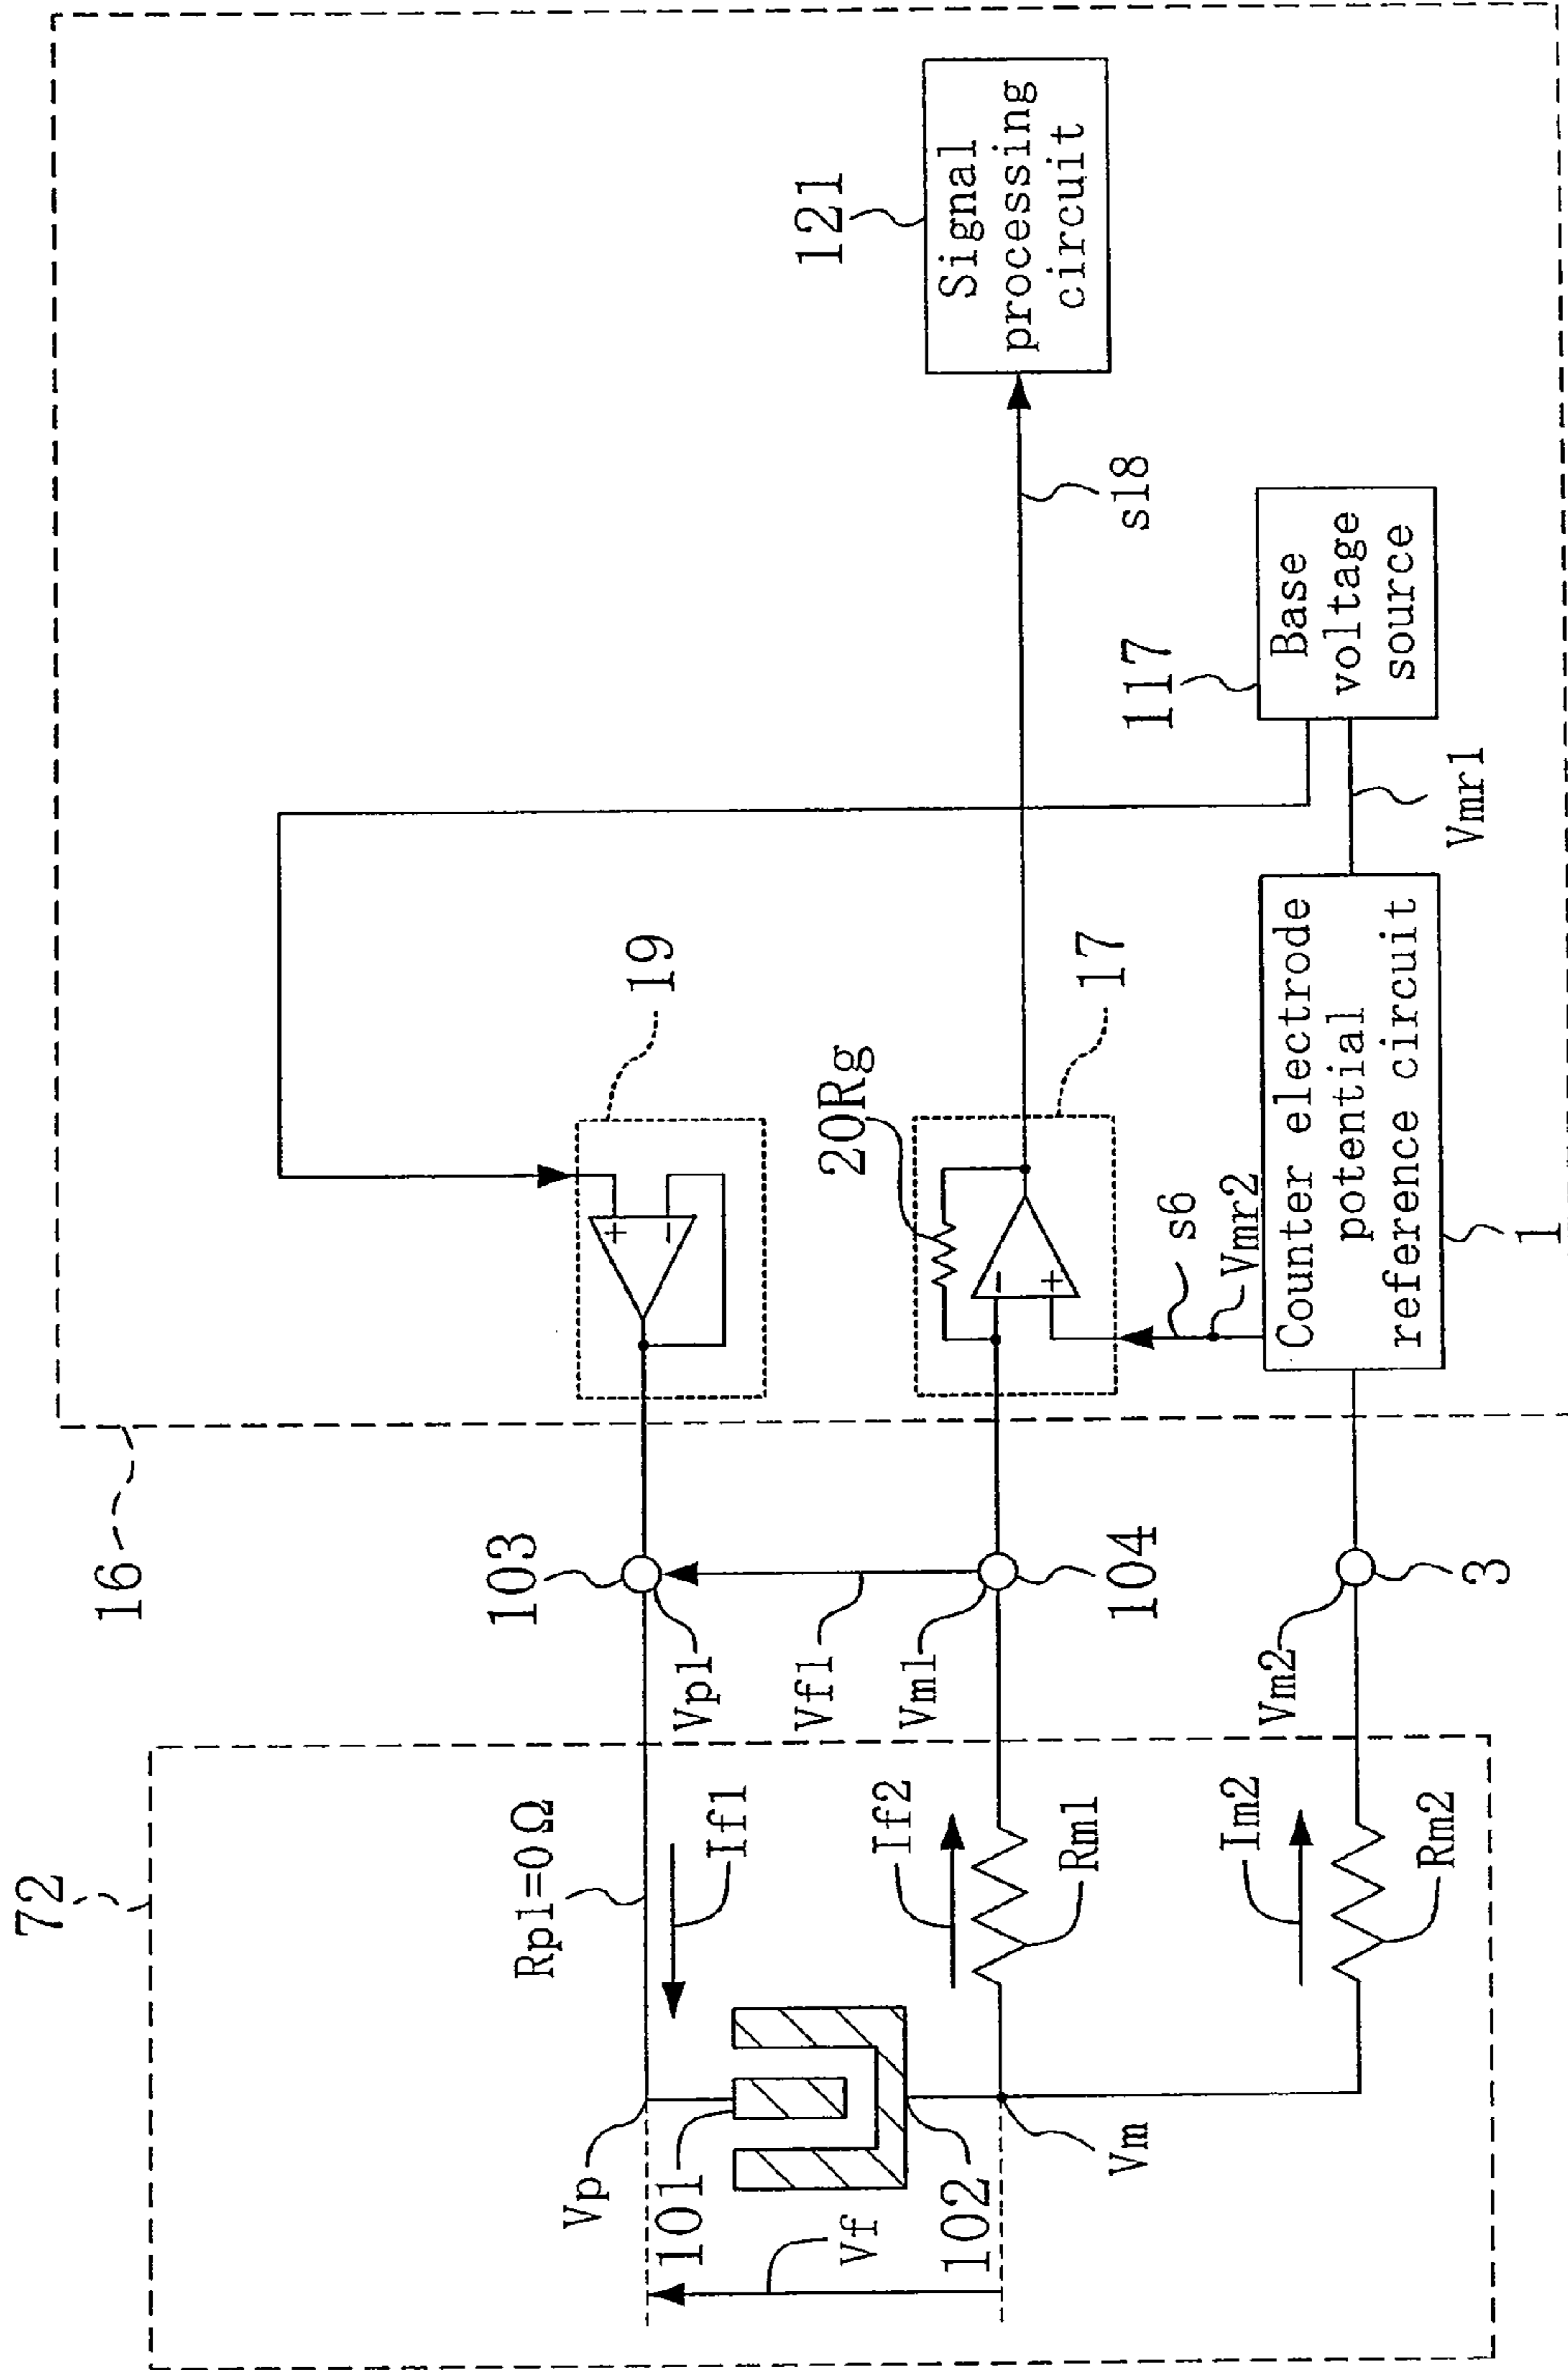 72
16
Rp1=0Ω
103
19
Vp
If1
Vp1
101
Vf1
20Rg
121
Signal
processing
circuit
Vf
If2
Vm1
102
Rm1
104
17
s18
Vm
s6
Vmr2
117
Base
voltage
source
Im2
Vm2
Counter electrode
potential
reference circuit
Vmr1
Rm2
3
1
+
−
−
+